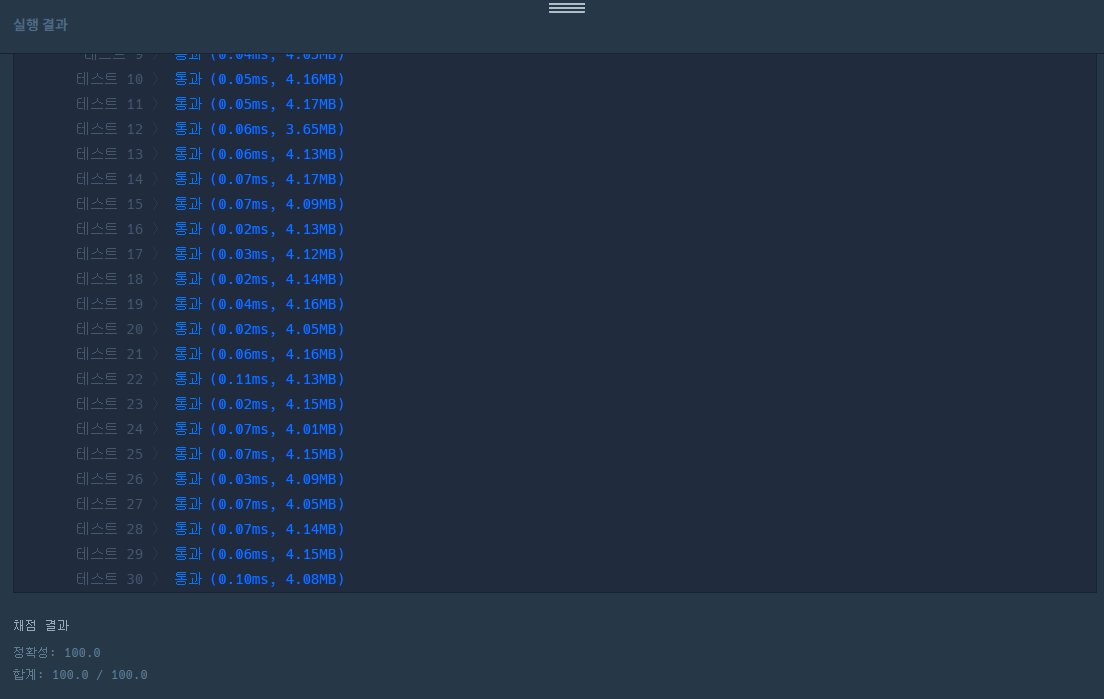 실행 결과
테스트 9 〉 통과 (0.04ms, 4.05MB)
테스트 10 〉 통과 (0.05ms, 4.16MB)
테스트 11 〉 통과 (0.05ms, 4.17MB)
테스트 12 〉 통과 (0.06ms, 3.65MB)
테스트 13 〉 통과 (0.06ms, 4.13MB)
테스트 14 〉 통과 (0.07ms, 4.17MB)
테스트 15 〉 통과 (0.07ms, 4.09MB)
테스트 16 〉 통과 (0.02ms, 4.13MB)
테스트 17 〉 통과 (0.03ms, 4.12MB)
테스트 18 〉 통과 (0.02ms, 4.14MB)
테스트 19 〉 통과 (0.04ms, 4.16MB)
테스트 20 〉 통과 (0.02ms, 4.05MB)
테스트 21 〉 통과 (0.06ms, 4.16MB)
테스트 22 〉 통과 (0.11ms, 4.13MB)
테스트 23 〉 통과 (0.02ms, 4.15MB)
테스트 24 〉 통과 (0.07ms, 4.01MB)
테스트 25 〉 통과 (0.07ms, 4.15MB)
테스트 26 〉 통과 (0.03ms, 4.09MB)
테스트 27 〉 통과 (0.07ms, 4.05MB)
테스트 28 〉 통과 (0.07ms, 4.14MB)
테스트 29 〉 통과 (0.06ms, 4.15MB)
테스트 30 〉 통과 (0.10ms, 4.08MB)
채점 결과
정확성: 100.0
합계: 100.0 / 100.0